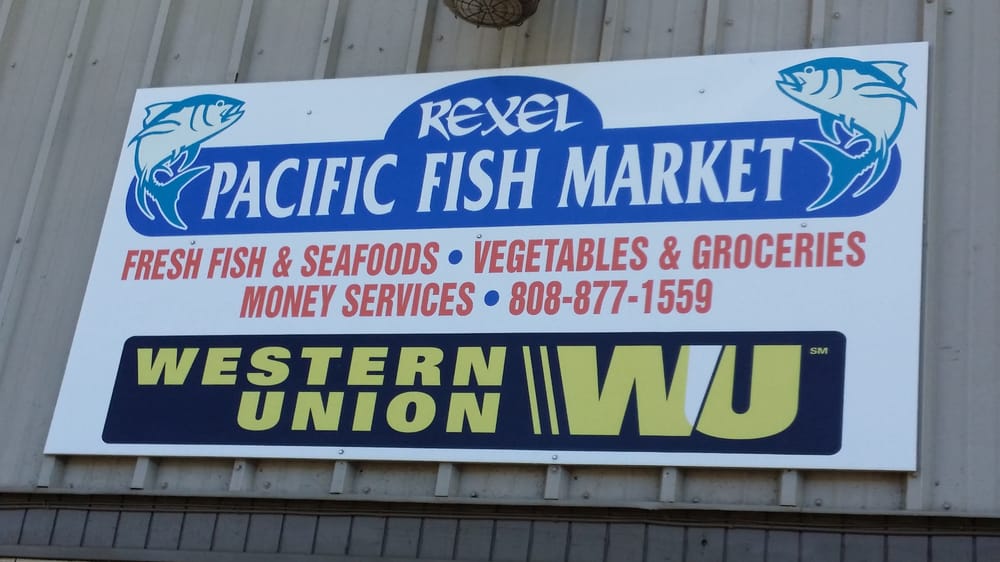 REXEL
PACIFIC FISH MARKET
FRESH FISH & SEAFOODS • VEGETABLES & GROCERIES
MONEY SERVICES • 808-877-1559
WESTERN
UNION
WU SM